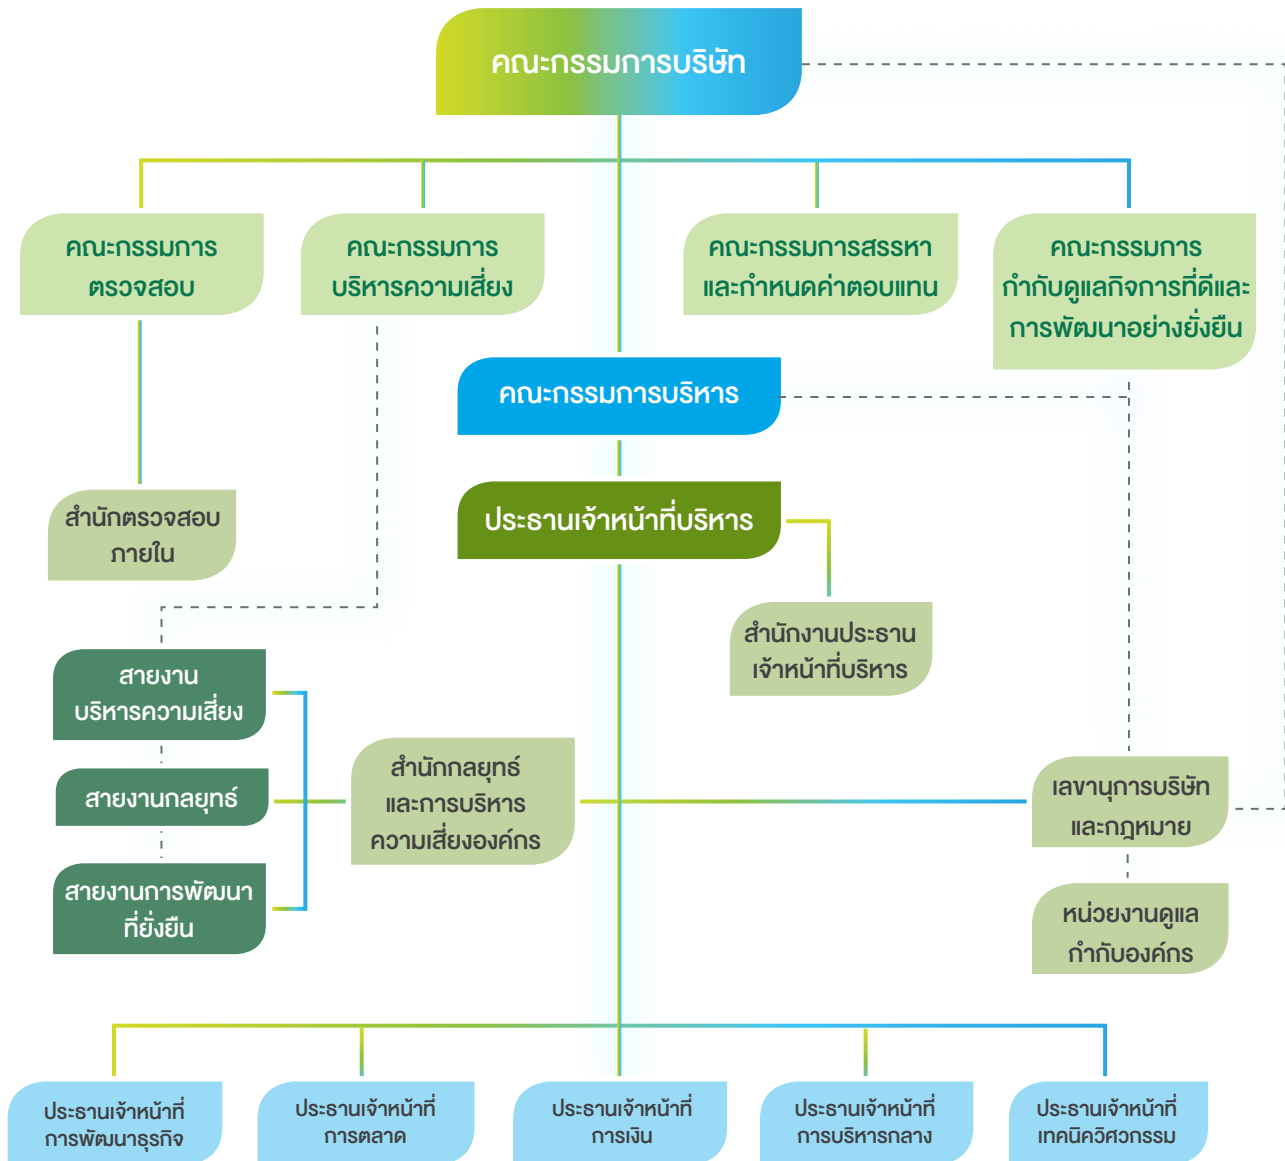 คณะกรรมการบริษัท
คณะกรรมการ
ตรวจสอบ
คณะกรรมการ
บริหารความเสี่ยง
คณะกรรมการสรรหา
และกำหนดค่าตอบแทน
คณะกรรมการ
กำกับดูแลกิจการที่ดีและ
การพัฒนาอย่างยั่งยืน
คณะกรรมการบริหาร
สำนักตรวจสอบ
ภายใน
ประธานเจ้าหน้าที่บริหาร
สำนักงานประธาน
เจ้าหน้าที่บริหาร
สายงาน
บริหารความเสี่ยง
สายงานกลยุทธ์
สายงานการพัฒนา
ที่ยั่งยืน
สำนักกลยุทธ์
และการบริหาร
ความเสี่ยงองค์กร
เลขานุการบริษัท
และกฎหมาย
หน่วยงานดูแล
กำกับองค์กร
ประธานเจ้าหน้าที่
การพัฒนาธุรกิจ
ประธานเจ้าหน้าที่
การตลาด
ประธานเจ้าหน้าที่
การเงิน
ประธานเจ้าหน้าที่
การบริหารกลาง
ประธานเจ้าหน้าที่
เทคนิควิศวกรรม